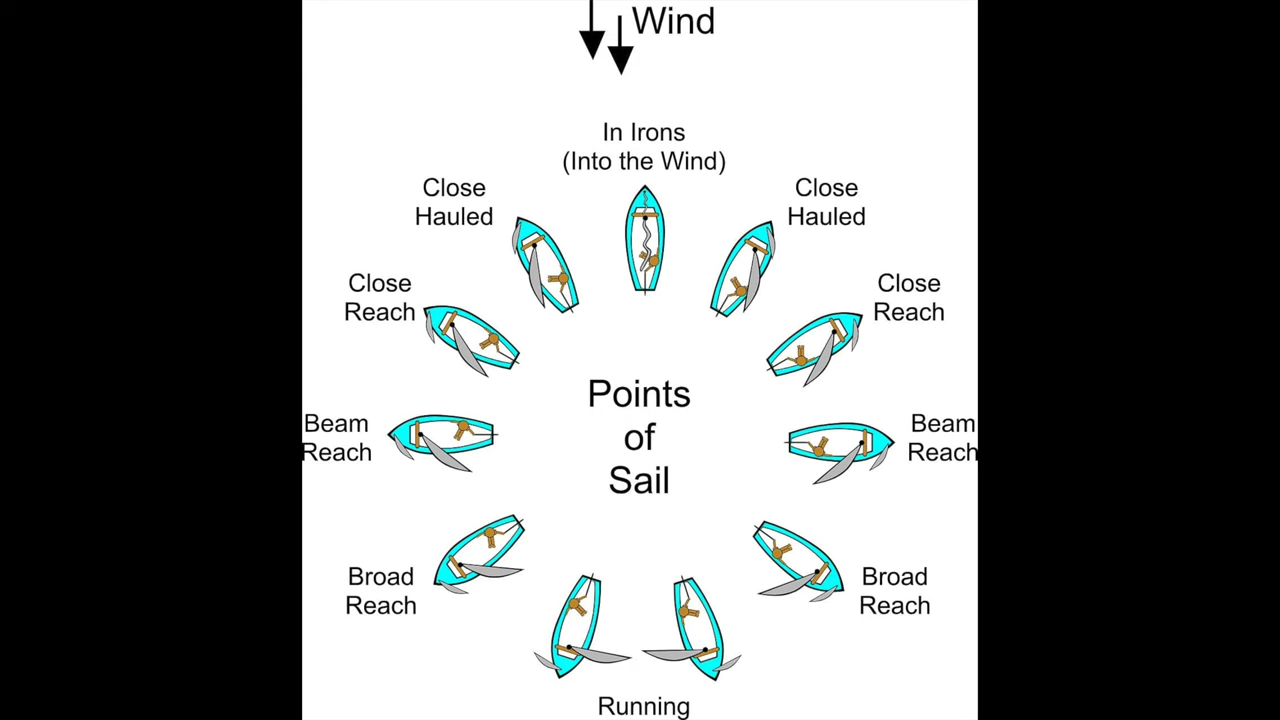 Wind
In Irons
(Into the Wind)
Close
Hauled
Close
Hauled
Close
Reach
Close
Reach
Points
of
Sail
Beam
Reach
Beam
Reach
Broad
Reach
Broad
Reach
Running